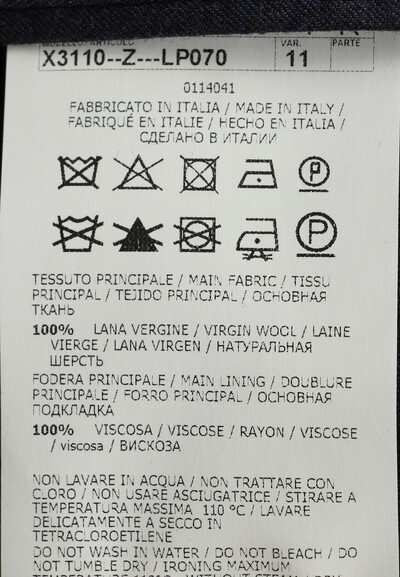 MODELLO/ARTICOLO VAR. PARTE
X3110--Z---LP070 11
0114041
FABBRICATO IN ITALIA / MADE IN ITALY /
FABRIQUÉ EN ITALIE / HECHO EN ITALIA /
СДЕЛАНО В ИТАЛИИ
P
P
TESSUTO PRINCIPALE / MAIN FABRIC / TISSU
PRINCIPAL / TEJIDO PRINCIPAL / ОСНОВНАЯ
ТКАНЬ
100% LANA VERGINE / VIRGIN WOOL / LAINE
VIERGE / LANA VIRGEN / НАТУРАЛЬНАЯ
ШЕРСТЬ
FODERA PRINCIPALE / MAIN LINING / DOUBLURE
PRINCIPALE / FORRO PRINCIPAL / ОСНОВНАЯ
ПОДКЛАДКА
100% VISCOSA / VISCOSE / RAYON / VISCOSE
/ viscosa / ВИСКОЗА
NON LAVARE IN ACQUA / NON TRATTARE CON
CLORO / NON USARE ASCIUGATRICE / STIRARE A
TEMPERATURA MASSIMA 110 °C / LAVARE
DELICATAMENTE A SECCO IN
TETRACLOROETILENE
DO NOT WASH IN WATER / DO NOT BLEACH / DO
NOT TUMBLE DRY / IRONING MAXIMUM